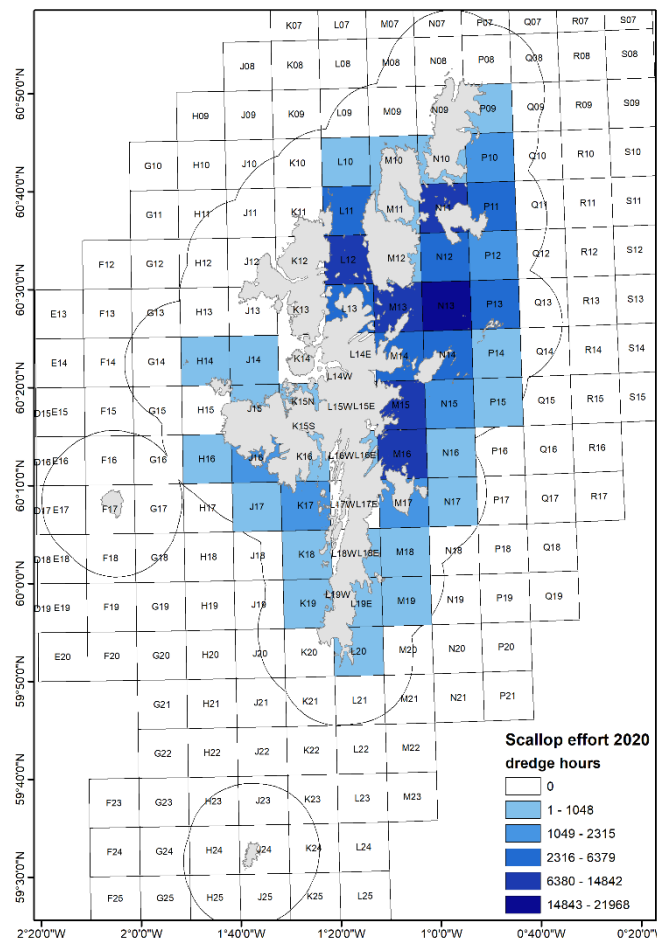 K07 L07 M07 N07 P07 Q07 R07 S07
J08 K08 L08 M08 N08 P08 Q08 R08 S08
60°50'0"N
H09 J09 K09 L09 M09 N09 P09 Q09 R09 S09
G10 H10 J10 K10 L10 M10 N10 P10 Q10 R10 S10
60°40'0"N
G11 H11 J11 K11 L11 M11 N11 P11 Q11 R11 S11
F12 G12 H12 J12 K12 L12 M12 N12 P12 Q12 R12 S12
60°30'0"N
E13 F13 G13 H13 J13 K13 L13 M13 N13 P13 Q13 R13 S13
E14 F14 G14 H14 J14 K14 L14E M14 N14 P14 Q14 R14 S14
L14W
60°20'0"N
D15 E15 F15 G15 H15 J15 K15N L15W L15E M15 N15 P15 Q15 R15 S15
K15S
D16 E16 F16 G16 H16 J16 K16 L16W L16E M16 N16 P16 Q16 R16
60°10'0"N
D17 E17 F17 G17 H17 J17 K17 L17W L17E M17 N17 P17 Q17 R17
D18 E18 F18 G18 H18 J18 K18 L18W L18E M18 N18 P18 Q18
60°0'0"N
D19 E19 F19 G19 H19 J19 K19 L19W L19E M19 N19 P19 Q19
E20 F20 G20 H20 J20 K20 L20 M20 N20 P20
59°50'0"N
G21 H21 J21 K21 L21 M21 N21 P21
G22 H22 J22 K22 L22 M22
59°40'0"N
F23 G23 H23 J23 K23 L23 M23
F24 G24 H24 J24 K24 L24
59°30'0"N
F25 G25 H25 J25 K25 L25
2°20'0"W 2°0'0"W 1°40'0"W 1°20'0"W 1°0'0"W 0°40'0"W 0°20'0"W
Scallop effort 2020
dredge hours
0
1 - 1048
1049 - 2315
2316 - 6379
6380 - 14842
14843 - 21968